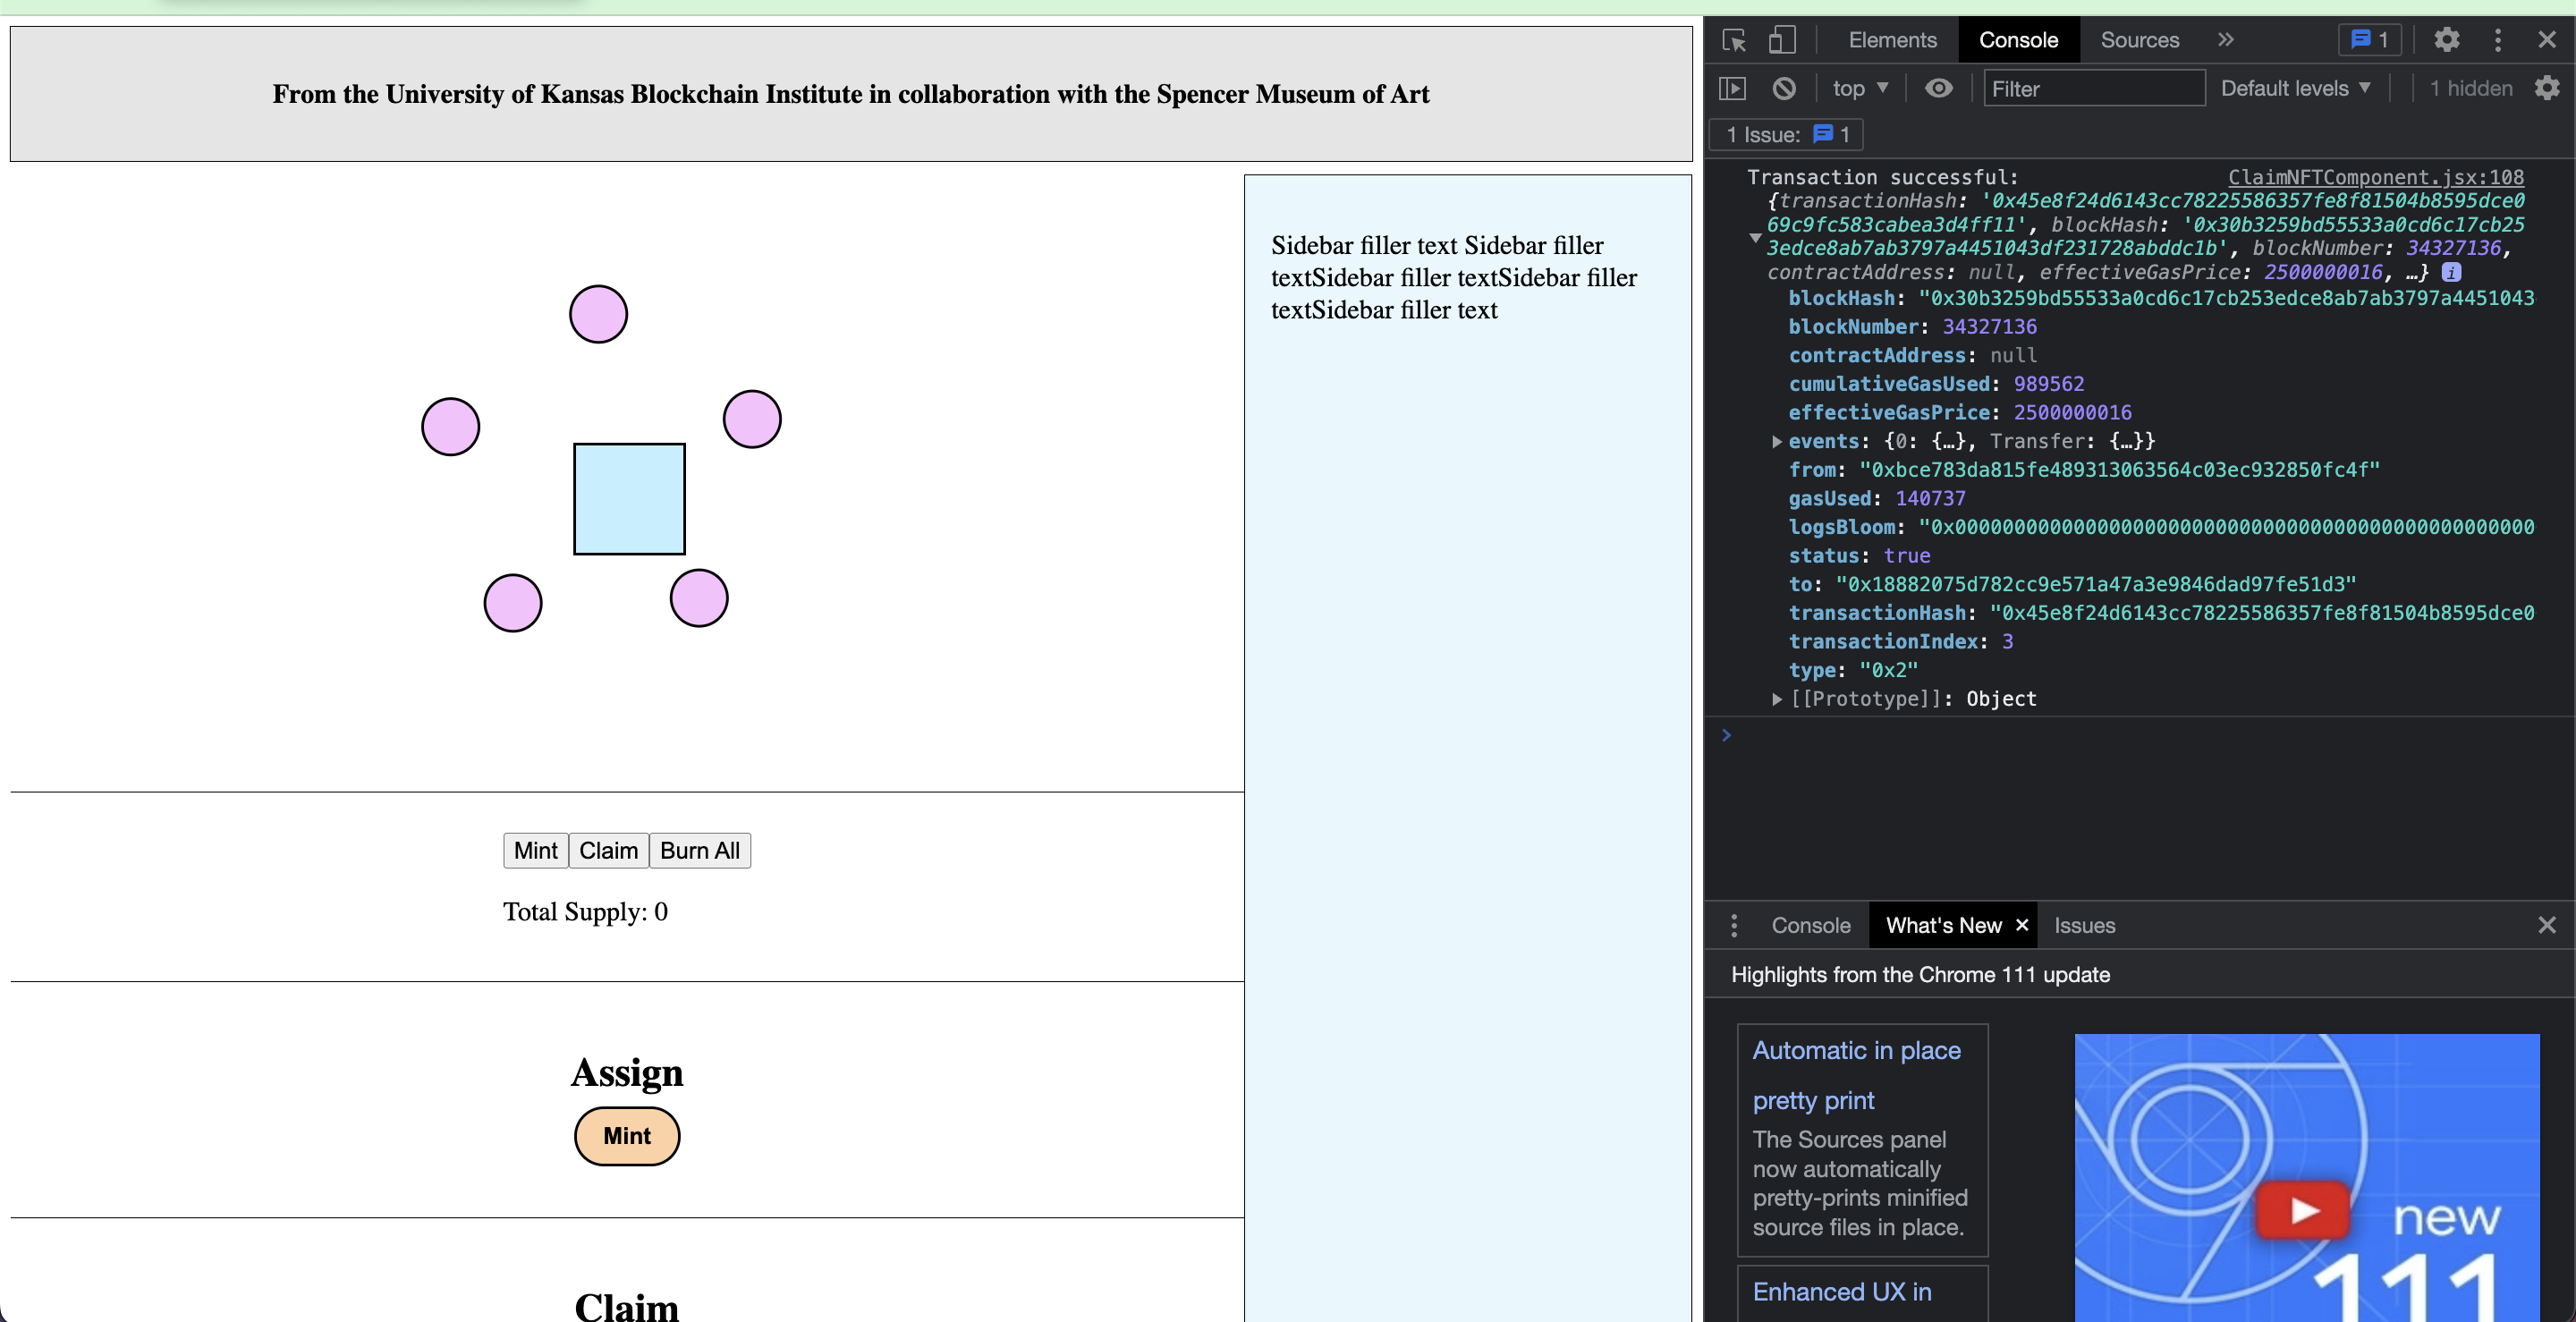 From the University of Kansas Blockchain Institute in collaboration with the Spencer Museum of Art
Sidebar filler text Sidebar filler
textSidebar filler textSidebar filler
textSidebar filler text
Mint Claim Burn All
Total Supply: 0
Assign
Mint
Claim
Elements Console Sources » 1
top ▼ Filter Default levels ▼ 1 hidden
1 Issue: 1
Transaction successful: ClaimNFTComponent.jsx:108
{transactionHash: '0x45e8f24d6143cc78225586357fe8f81504b8595dce0
69c9fc583cabea3d4ff11', blockHash: '0x30b3259bd55533a0cd6c17cb25
3edce8ab7ab3797a4451043df231728abddc1b', blockNumber: 34327136,
contractAddress: null, effectiveGasPrice: 2500000016, …} i
blockHash: "0x30b3259bd55533a0cd6c17cb253edce8ab7ab3797a4451043
blockNumber: 34327136
contractAddress: null
cumulativeGasUsed: 989562
effectiveGasPrice: 2500000016
events: {0: {…}, Transfer: {…}}
from: "0xbce783da815fe489313063564c03ec932850fc4f"
gasUsed: 140737
logsBloom: "0x000000000000000000000000000000000000000000000000000
status: true
to: "0x18882075d782cc9e571a47a3e9846dad97fe51d3"
transactionHash: "0x45e8f24d6143cc78225586357fe8f81504b8595dce0
transactionIndex: 3
type: "0x2"
[[Prototype]]: Object
Console What's New × Issues
Highlights from the Chrome 111 update
Automatic in place
pretty print
The Sources panel
now automatically
pretty-prints minified
source files in place.
Enhanced UX in
new
111